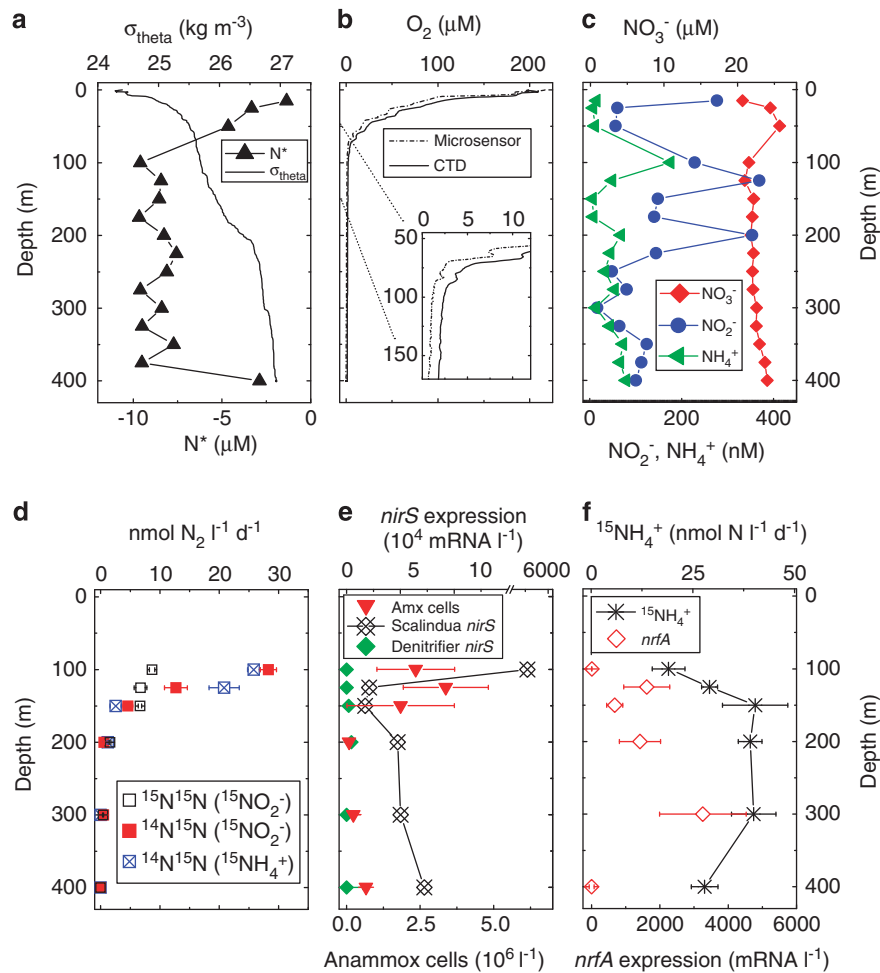 a
σtheta (kg m-3)
24 25 26 27
0
100
200
300
400
Depth (m)
N*
σtheta
-10 -5 0
N* (μM)
b
O2 (μM)
0 100 200
Microsensor
CTD
0 5 10
50
100
150
c
NO3- (μM)
0 10 20
0
100
200
300
400
Depth (m)
NO3-
NO2-
NH4+
0 200 400
NO2-, NH4+ (nM)
d
nmol N2 l-1 d-1
0 10 20 30
0
100
200
300
400
Depth (m)
15N15N (15NO2-)
14N15N (15NO2-)
14N15N (15NH4+)
e
nirS expression
(10^4 mRNA l-1)
0 5 10 6000
Amx cells
Scalindua nirS
Denitrifier nirS
0.0 2.5 5.0
Anammox cells (10^6 l-1)
f
15NH4+ (nmol N l-1 d-1)
0 25 50
0
100
200
300
400
Depth (m)
15NH4+
nrfA
0 2000 4000 6000
nrfA expression (mRNA l-1)